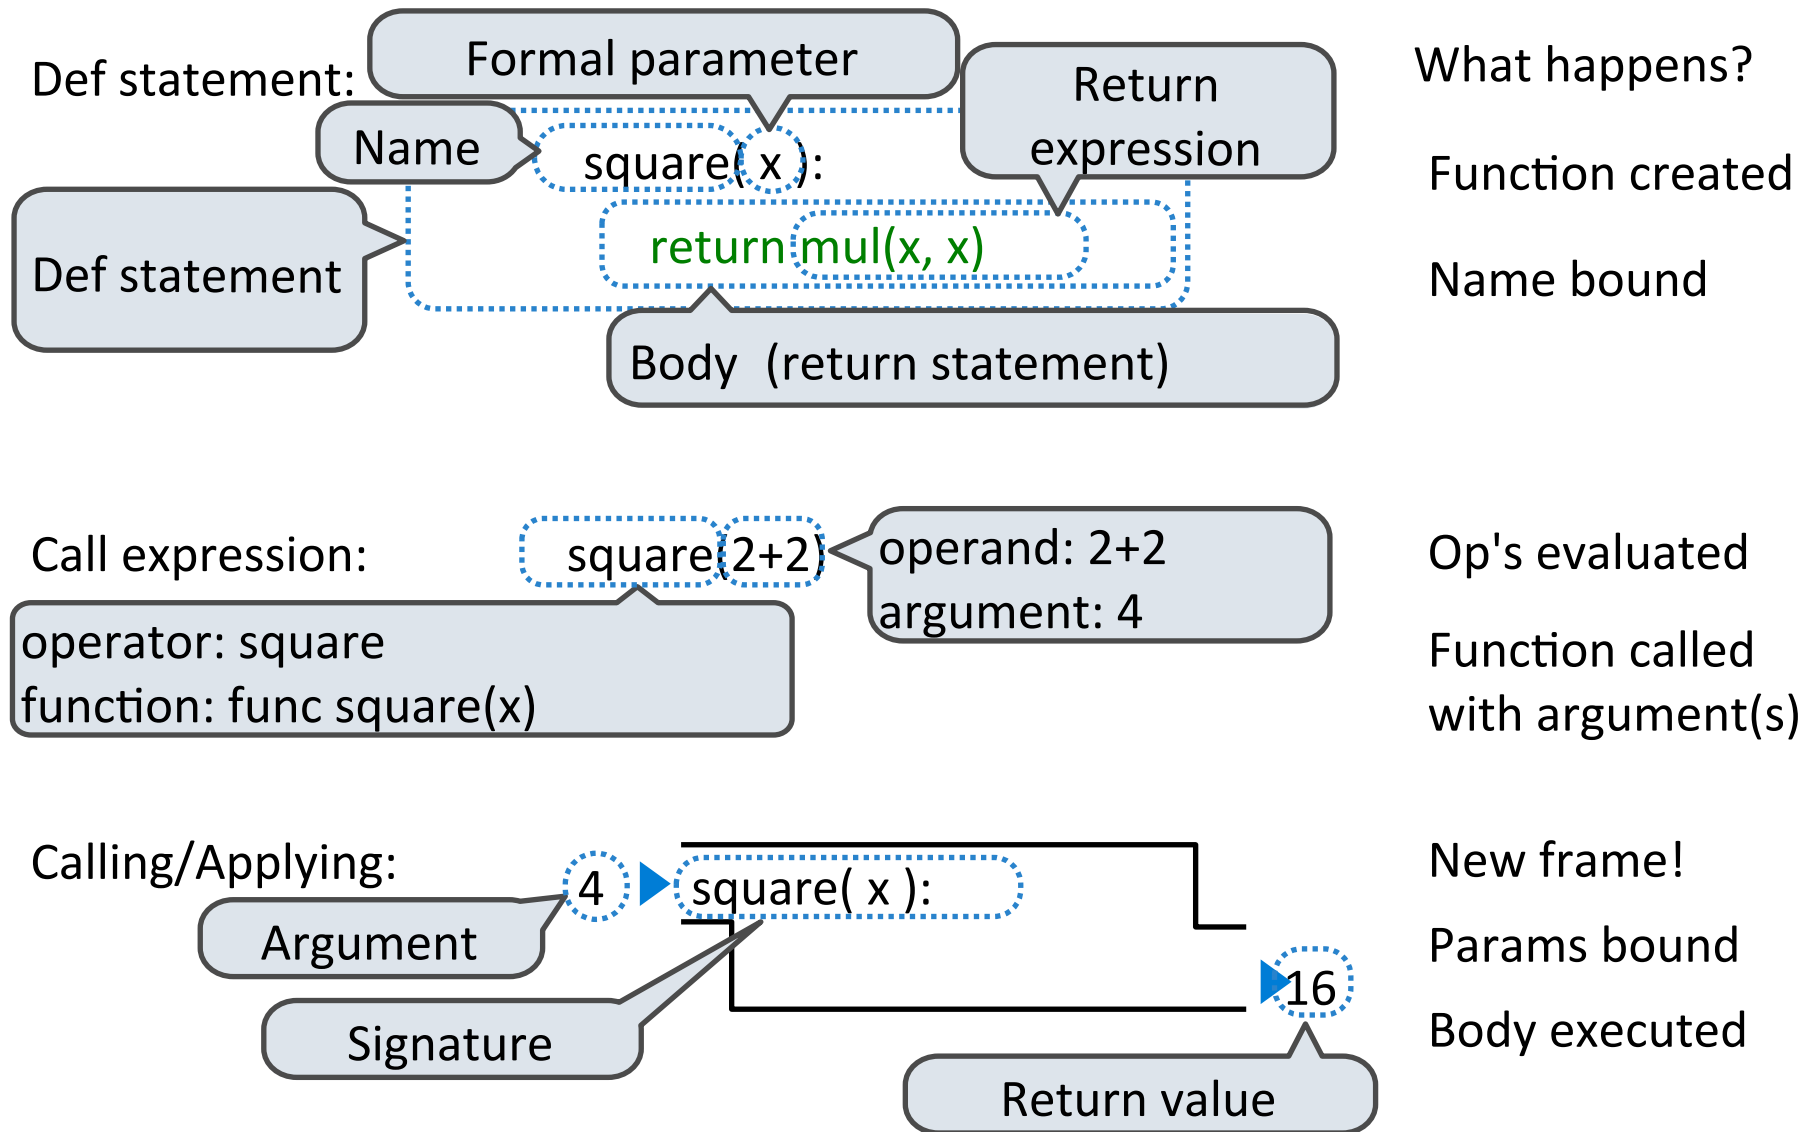 Def statement:
Formal parameter
What happens?
Return
expression
Name
square( x ):
Function created
Def statement
return mul(x, x)
Name bound
Body  (return statement)
Call expression:
square(2+2)
operand: 2+2
argument: 4
Op's evaluated
operator: square
function: func square(x)
Function called
with argument(s)
Calling/Applying:
4
square( x ):
New frame!
Argument
Params bound
16
Signature
Body executed
Return value